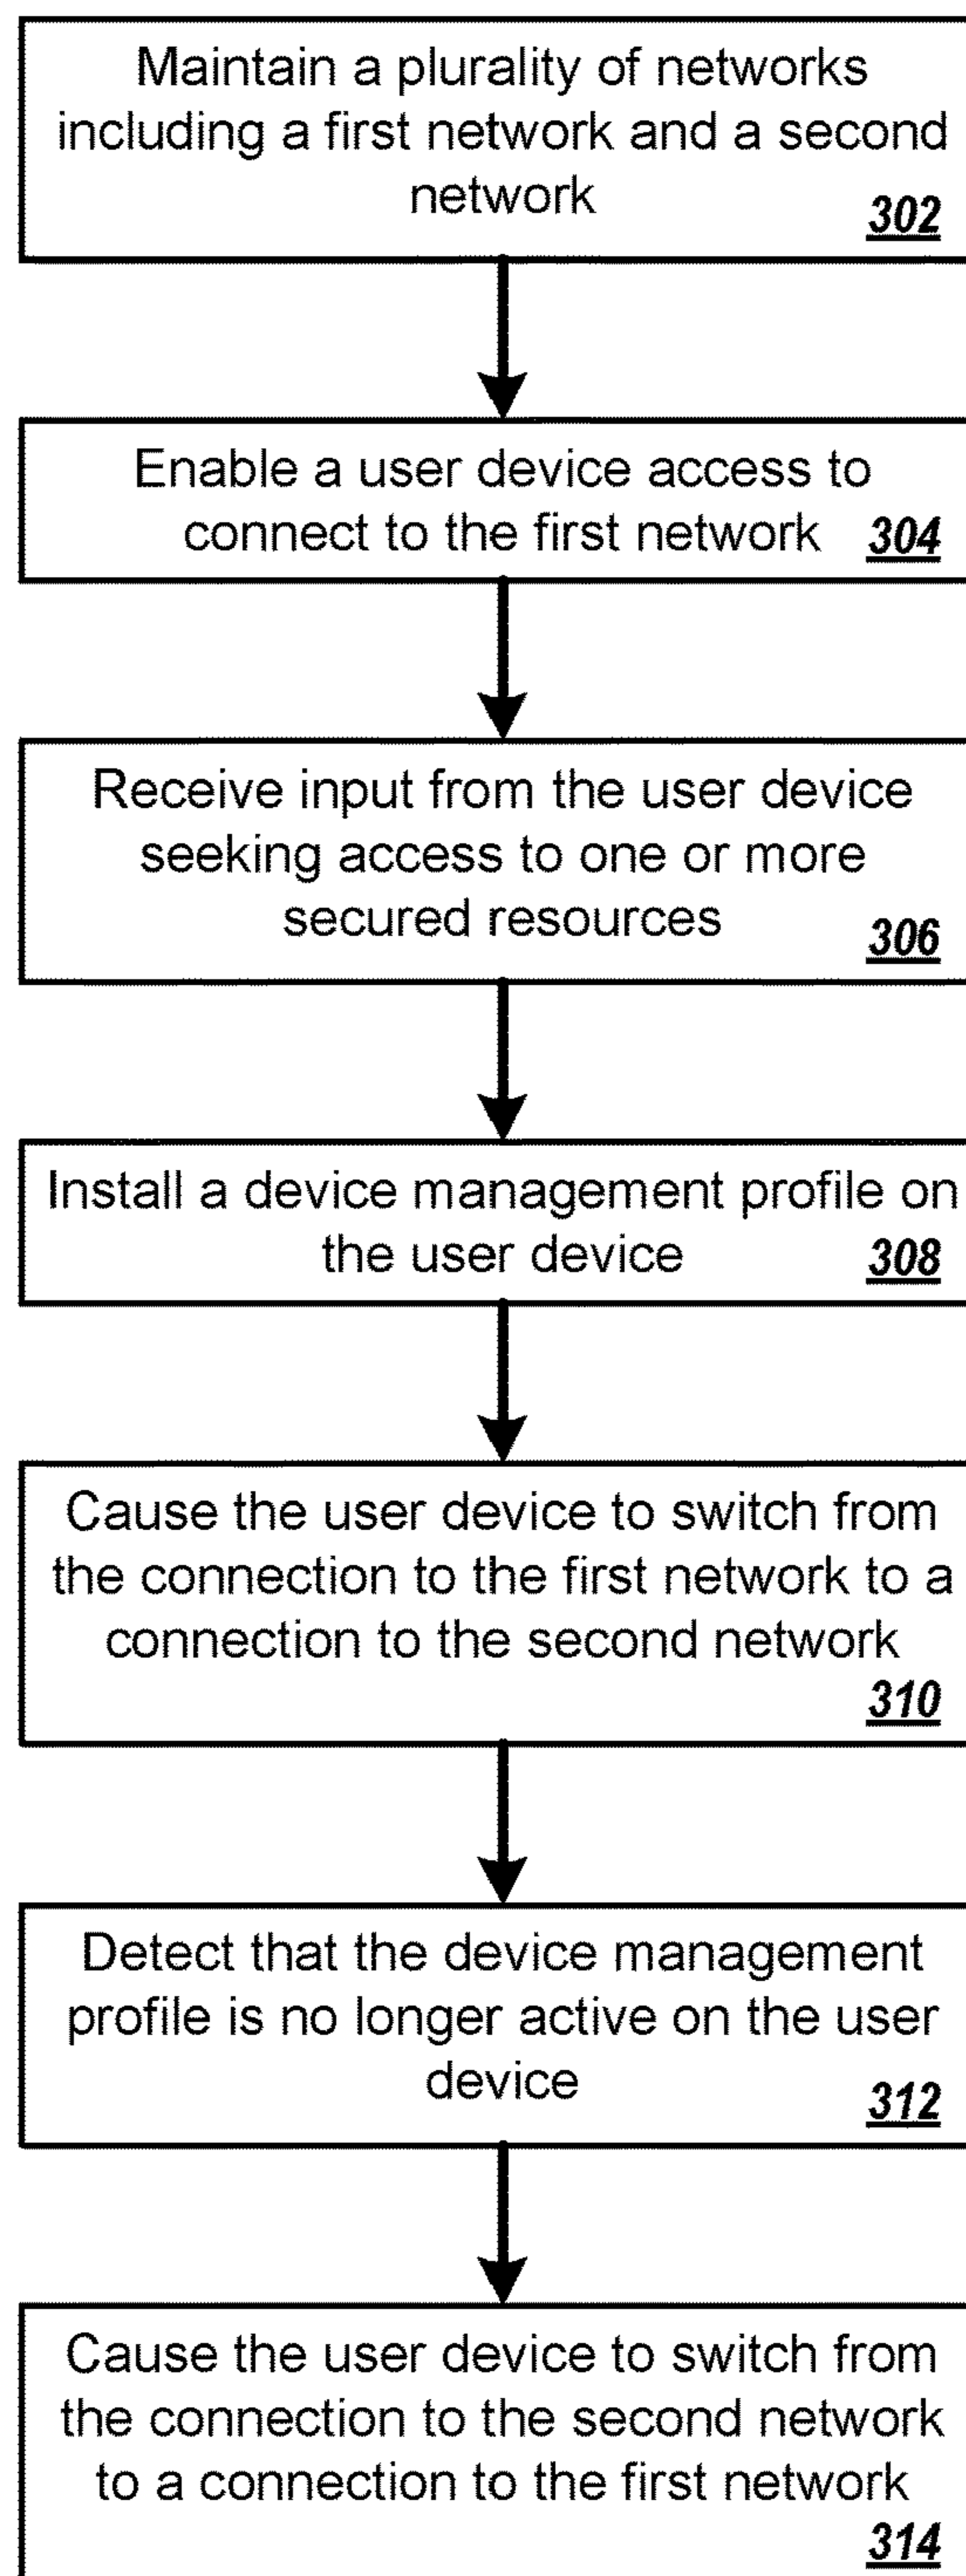 Maintain a plurality of networks
including a first network and a second
network
302
Enable a user device access to
connect to the first network 304
Receive input from the user device
seeking access to one or more
secured resources
306
Install a device management profile on
the user device 308
Cause the user device to switch from
the connection to the first network to a
connection to the second network
310
Detect that the device management
profile is no longer active on the user
device
312
Cause the user device to switch from
the connection to the second network
to a connection to the first network
314